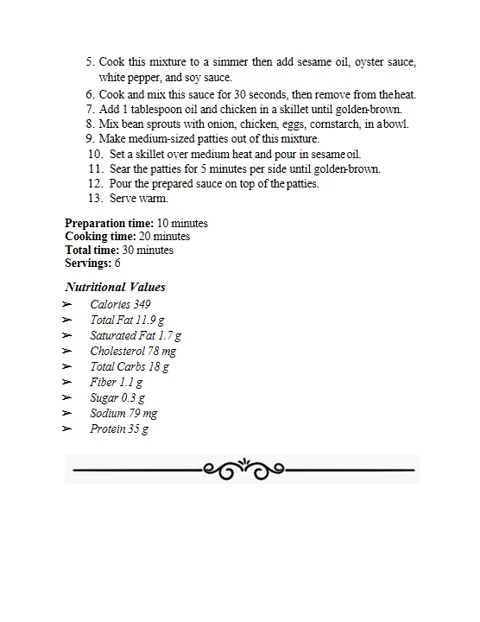 5. Cook this mixture to a simmer then add sesame oil, oyster sauce,
white pepper, and soy sauce.
6. Cook and mix this sauce for 30 seconds, then remove from theheat.
7. Add 1 tablespoon oil and chicken in a skillet until golden-brown.
8. Mix bean sprouts with onion, chicken, eggs, cornstarch, in abowl.
9. Make medium-sized patties out of this mixture.
10. Set a skillet over medium heat and pour in sesameoil.
11. Sear the patties for 5 minutes per side until golden-brown.
12. Pour the prepared sauce on top of thepatties.
13. Serve warm.
Preparation time: 10 minutes
Cooking time: 20 minutes
Total time: 30 minutes
Servings: 6
Nutritional Values
➢ Calories 349
➢ Total Fat 11.9 g
➢ Saturated Fat 1.7 g
➢ Cholesterol 78 mg
➢ Total Carbs 18 g
➢ Fiber 1.1 g
➢ Sugar 0.3 g
➢ Sodium 79 mg
➢ Protein 35 g